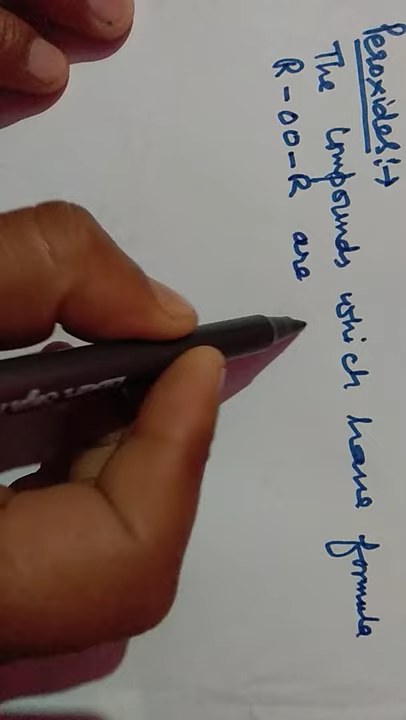 Peroxides:→
The compounds which have formula
R-OO-R are